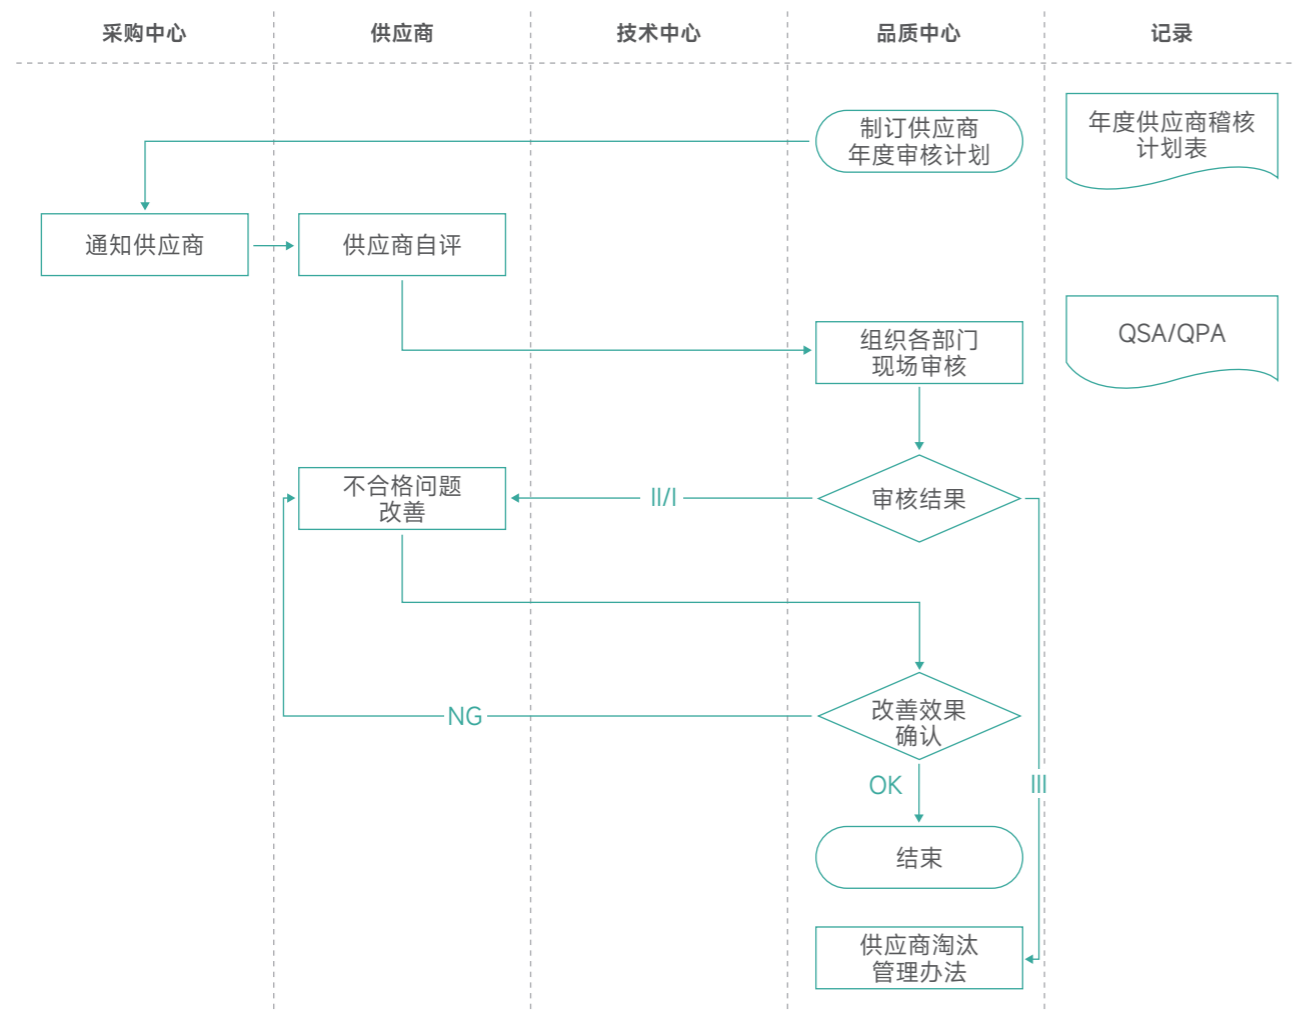 采购中心
供应商
技术中心
品质中心
记录
制订供应商
年度审核计划
年度供应商稽核
计划表
通知供应商
供应商自评
组织各部门
现场审核
QSA/QPA
不合格问题
改善
II/I
审核结果
NG
改善效果
确认
OK
III
结束
供应商淘汰
管理办法